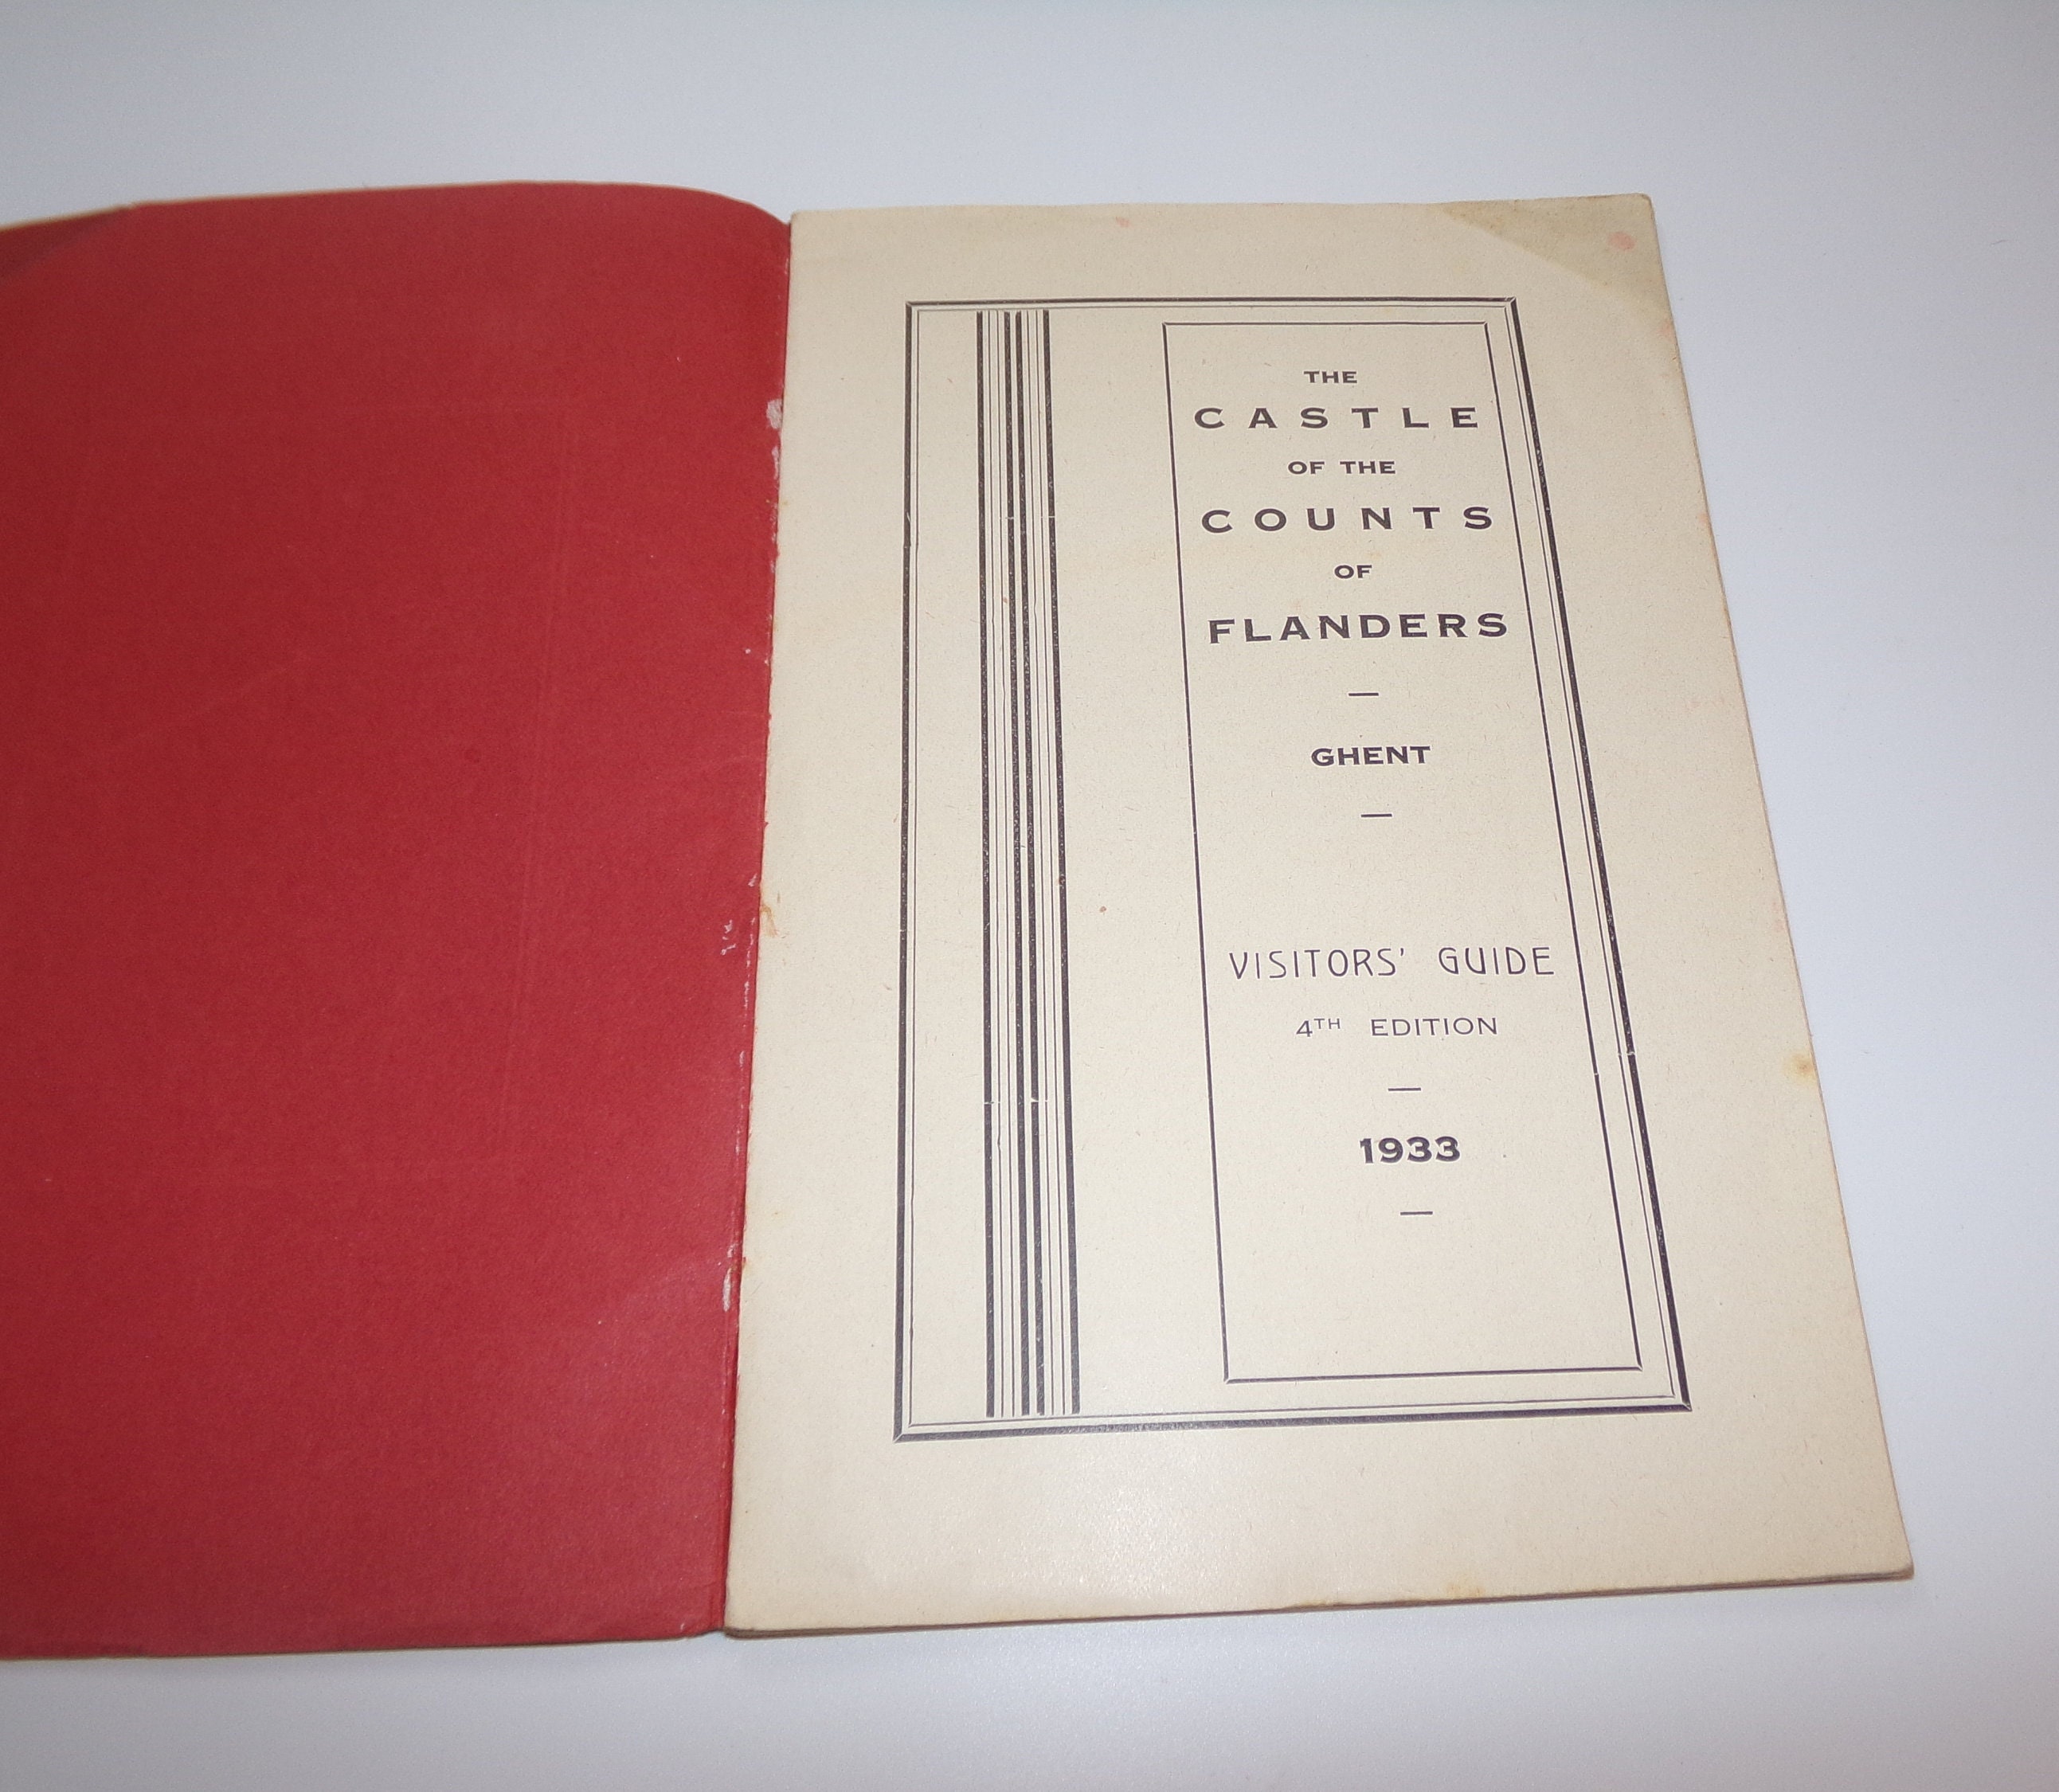 THE
CASTLE
OF THE
COUNTS
OF
FLANDERS
—
GHENT
—
VISITORS' GUIDE
4TH EDITION
—
1933
—